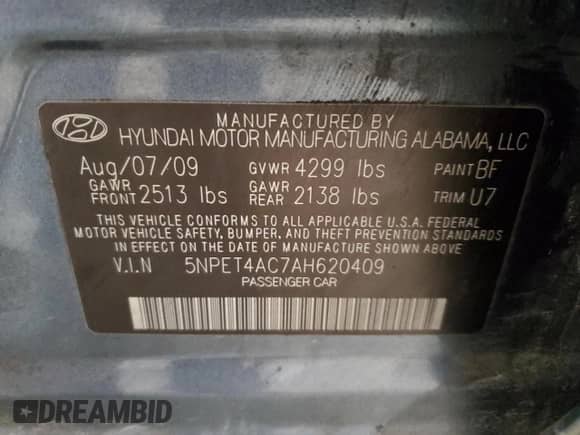 MANUFACTURED BY
HYUNDAI MOTOR MANUFACTURING ALABAMA, LLC
Aug/07/09 GVWR 4299 lbs PAINT BF
GAWR FRONT 2513 lbs GAWR REAR 2138 lbs TRIM U7
THIS VEHICLE CONFORMS TO ALL APPLICABLE U.S.A. FEDERAL
MOTOR VEHICLE SAFETY, BUMPER, AND THEFT PREVENTION STANDARDS
IN EFFECT ON THE DATE OF MANUFACTURE SHOWN ABOVE
V.I.N 5NPET4AC7AH620409
PASSENGER CAR
DREAMBID